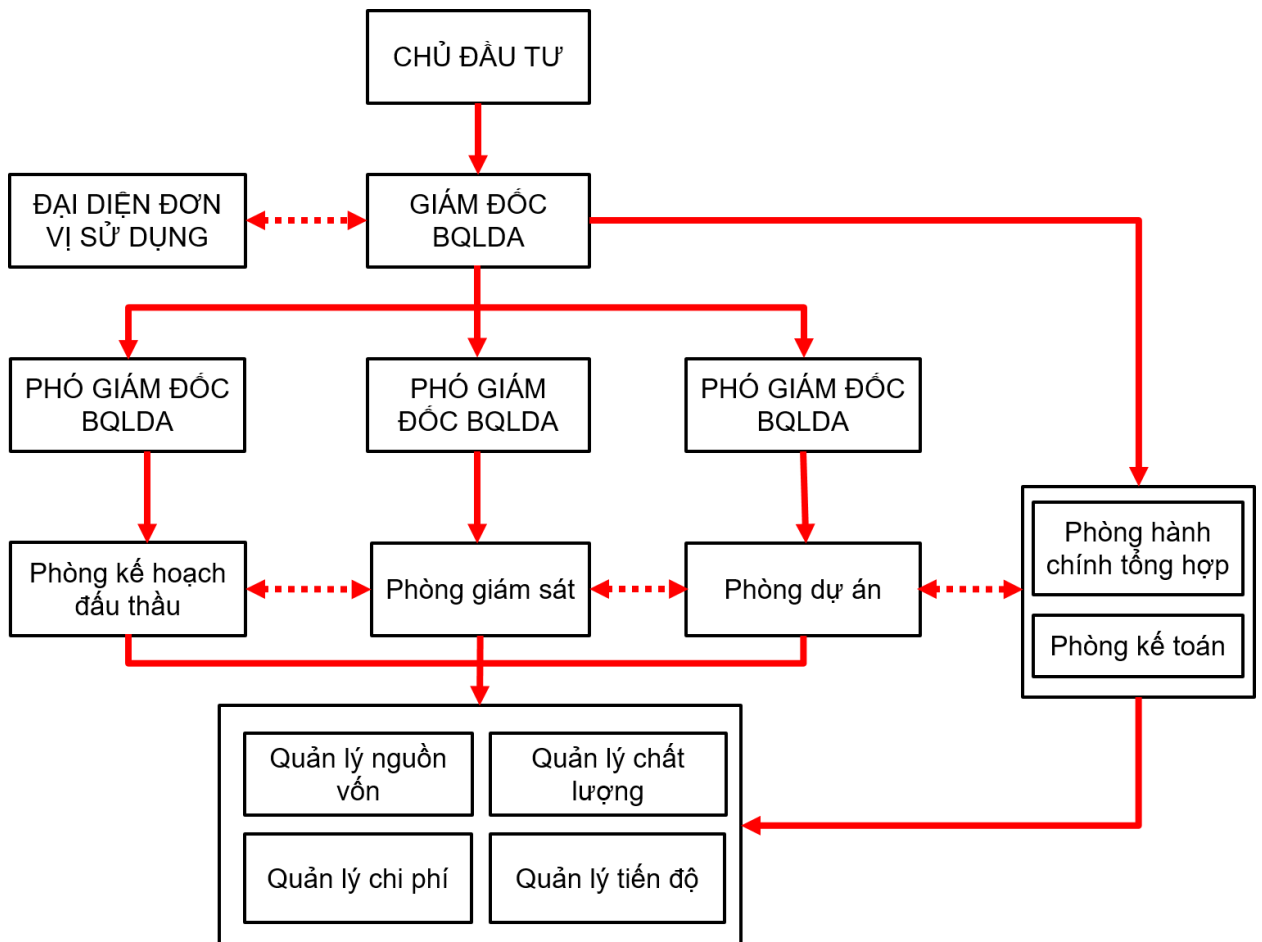 CHỦ ĐẦU TƯ
ĐẠI DIỆN ĐƠN
VỊ SỬ DỤNG
GIÁM ĐỐC
BQLDA
PHÓ GIÁM ĐỐC
BQLDA
PHÓ GIÁM
ĐỐC BQLDA
PHÓ GIÁM ĐỐC
BQLDA
Phòng kế hoạch
đấu thầu
Phòng giám sát
Phòng dự án
Phòng hành
chính tổng hợp
Phòng kế toán
Quản lý nguồn
vốn
Quản lý chất
lượng
Quản lý chi phí
Quản lý tiến độ